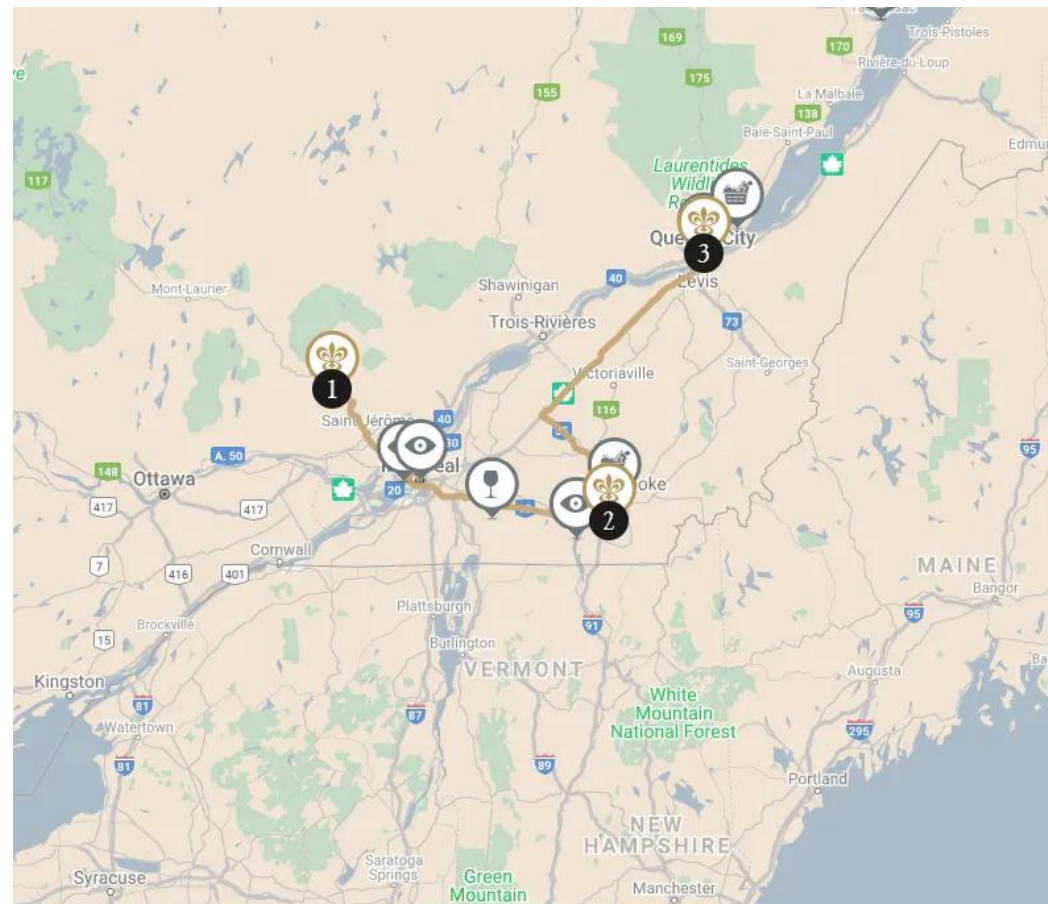 Trois-Pistoles
169
170
Rivière-du-Loup
175
155
La Malbaie
138
Baie-Saint-Paul
117
Laurentides
Wildli
Re
Que City
3
Lévis
40
Mont-Laurier
Shawinigan
73
Trois-Rivières
Saint-Georges
1
Victoriaville
116
Saint-Jérôme
40
30
A. 50
95
148
Ottawa
20
real
oke
417
417
2
Cornwall
7
416
401
MAINE
Bangor
Plattsburgh
95
Brockville
91
15
Burlington
VERMONT
Augusta
Kingston
White
Mountain
National Forest
81
87
Watertown
295
81
89
Portland
NEW
HAMPSHIRE
Saratoga
Springs
Syracuse
Green
Mountain
Manchester